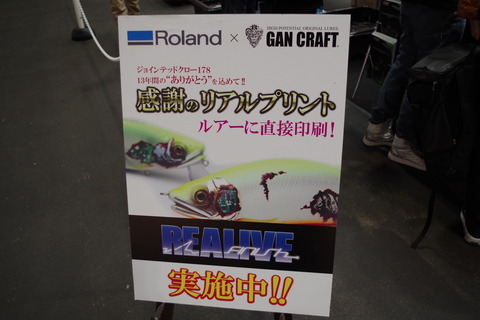 Roland × HIGH POTENTIAL ORIGINAL LURES GAN CRAFT
ジョインテッドクロー178
13年間の"ありがとう"を込めて!!
感謝のリアルプリント
ルアーに直接印刷!
REALIVE
実施中!!